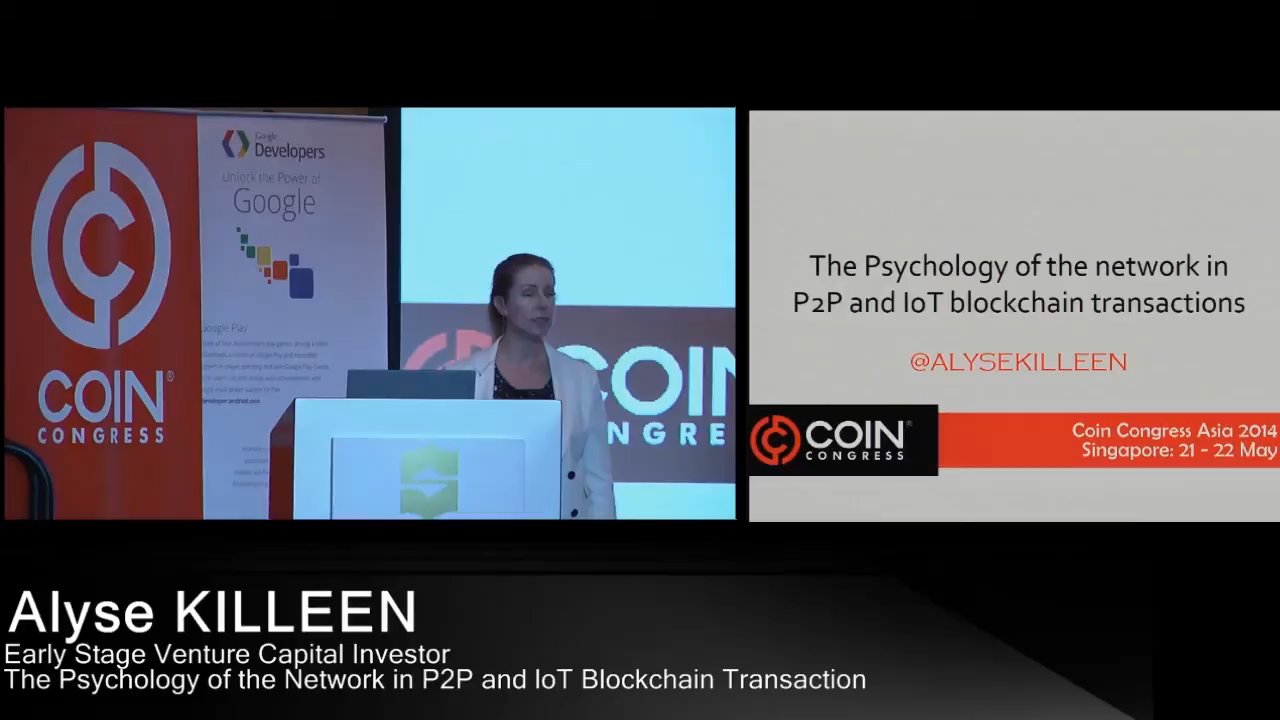 COIN®
CONGRESS
Google
Developers
Unlock the Power of
Google
Google Play
COIN
NGRE
The Psychology of the network in
P2P and IoT blockchain transactions
@ALYSEKILLEEN
COIN®
CONGRESS
Coin Congress Asia 2014
Singapore: 21 - 22 May
Alyse KILLEEN
Early Stage Venture Capital Investor
The Psychology of the Network in P2P and IoT Blockchain Transaction